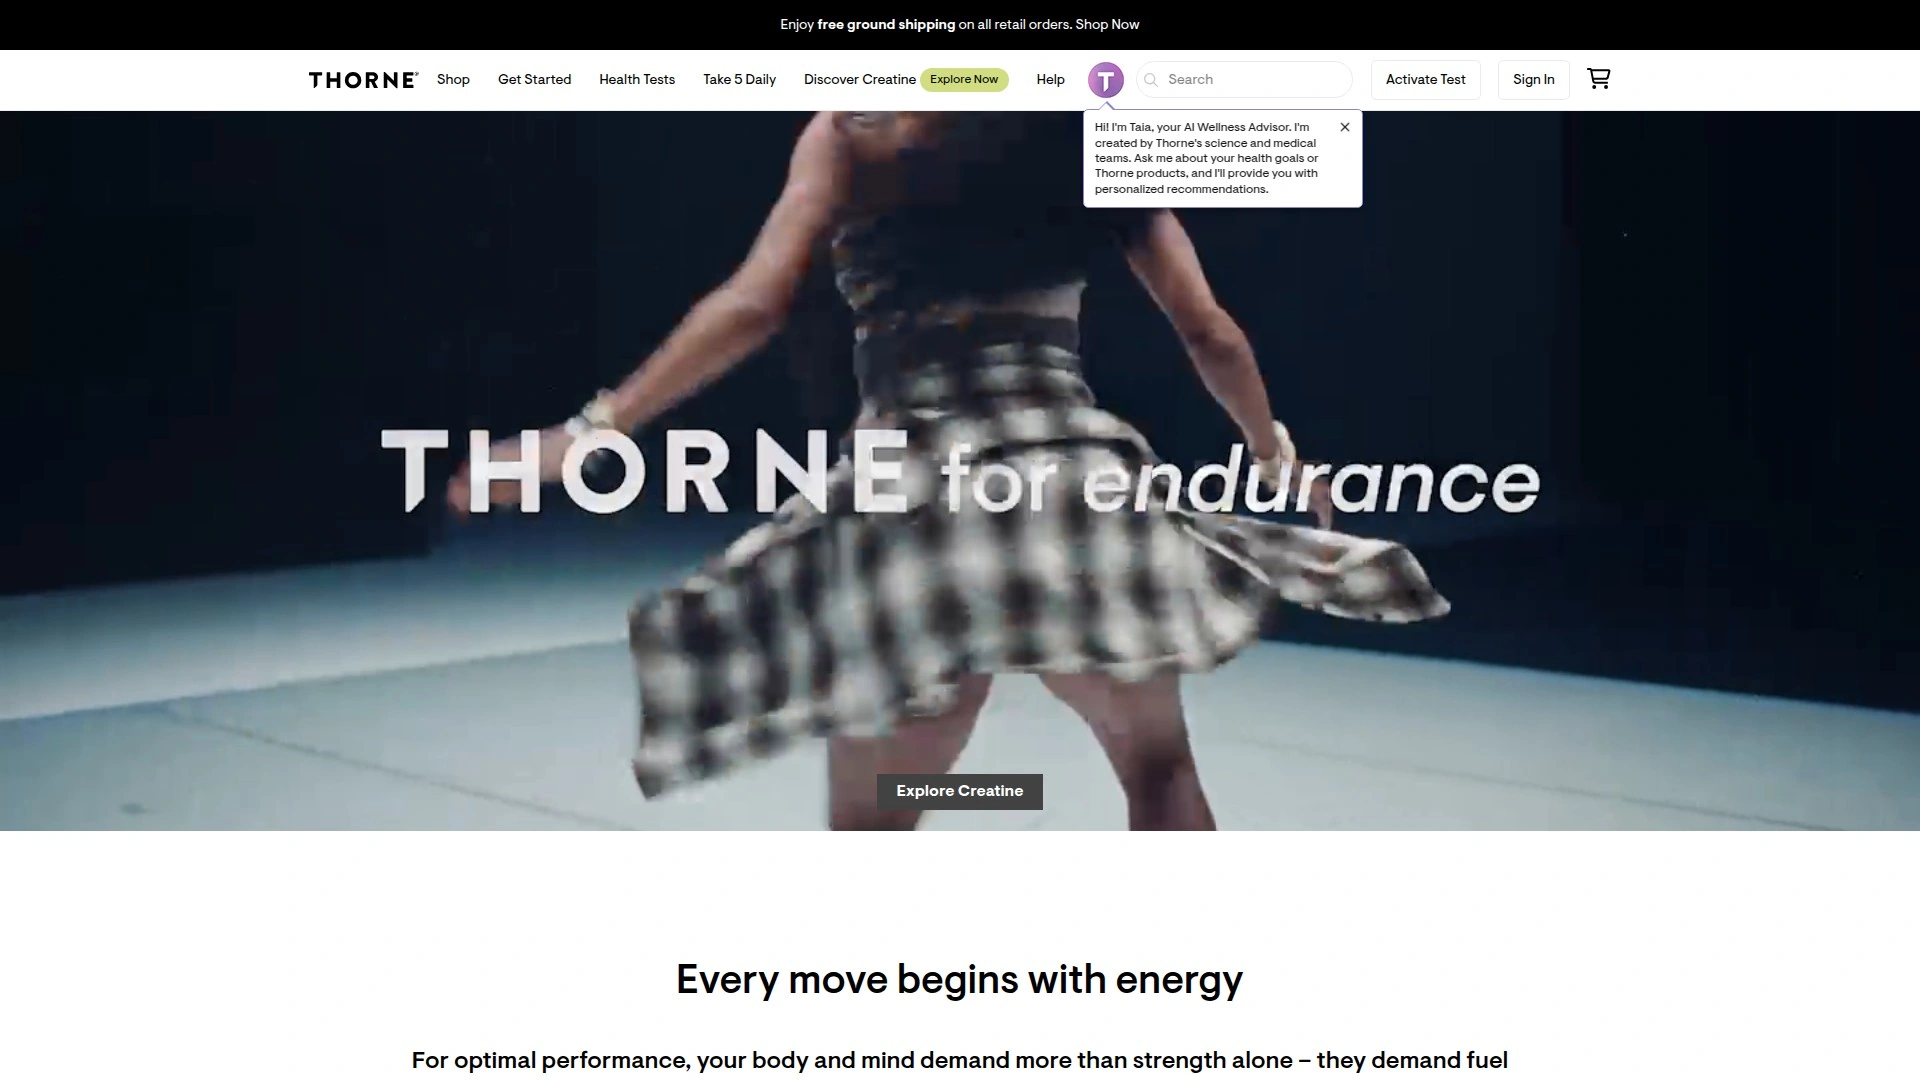 Enjoy free ground shipping on all retail orders. Shop Now
THORNE® Shop Get Started Health Tests Take 5 Daily Discover Creatine Explore Now Help T Search Activate Test Sign In
Hi! I'm Taia, your AI Wellness Advisor. I'm
created by Thorne's science and medical
teams. Ask me about your health goals or
Thorne products, and I'll provide you with
personalized recommendations.
THORNE for endurance
Explore Creatine
Every move begins with energy
For optimal performance, your body and mind demand more than strength alone – they demand fuel